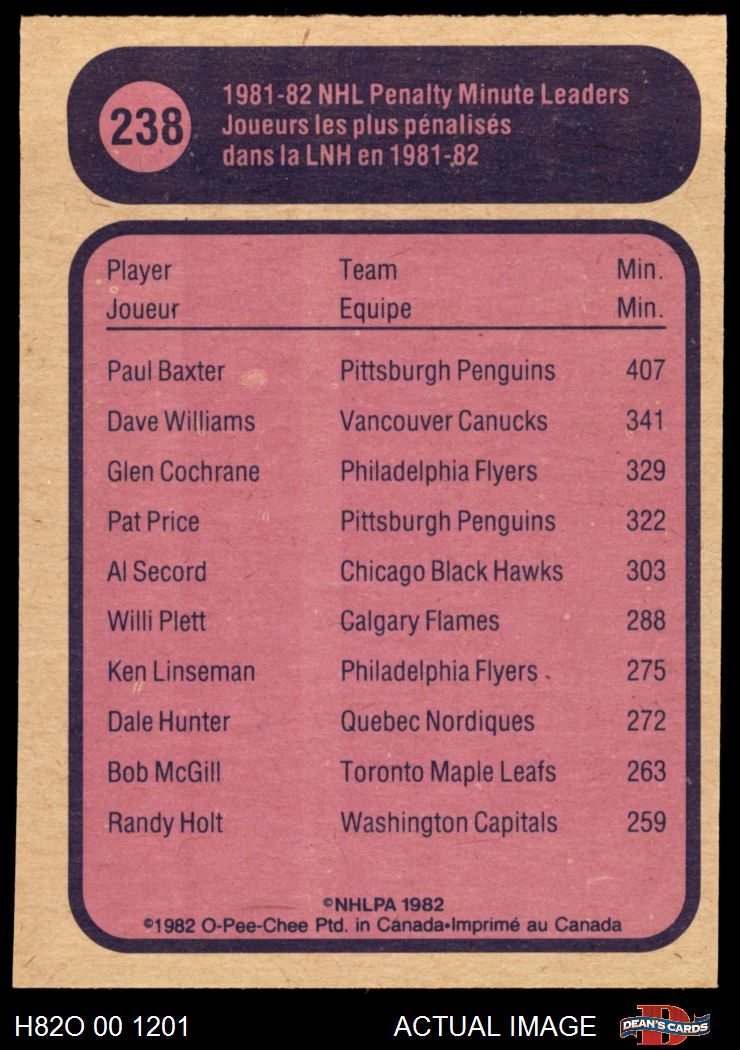 238
1981-82 NHL Penalty Minute Leaders
Joueurs les plus pénalisés
dans la LNH en 1981-82
Player Team Min.
Joueur Equipe Min.
Paul Baxter Pittsburgh Penguins 407
Dave Williams Vancouver Canucks 341
Glen Cochrane Philadelphia Flyers 329
Pat Price Pittsburgh Penguins 322
Al Secord Chicago Black Hawks 303
Willi Plett Calgary Flames 288
Ken Linseman Philadelphia Flyers 275
Dale Hunter Quebec Nordiques 272
Bob McGill Toronto Maple Leafs 263
Randy Holt Washington Capitals 259
©NHLPA 1982
©1982 O-Pee-Chee Ptd. in Canada•Imprimé au Canada
H82O 00 1201 ACTUAL IMAGE D DEAN'S CARDS